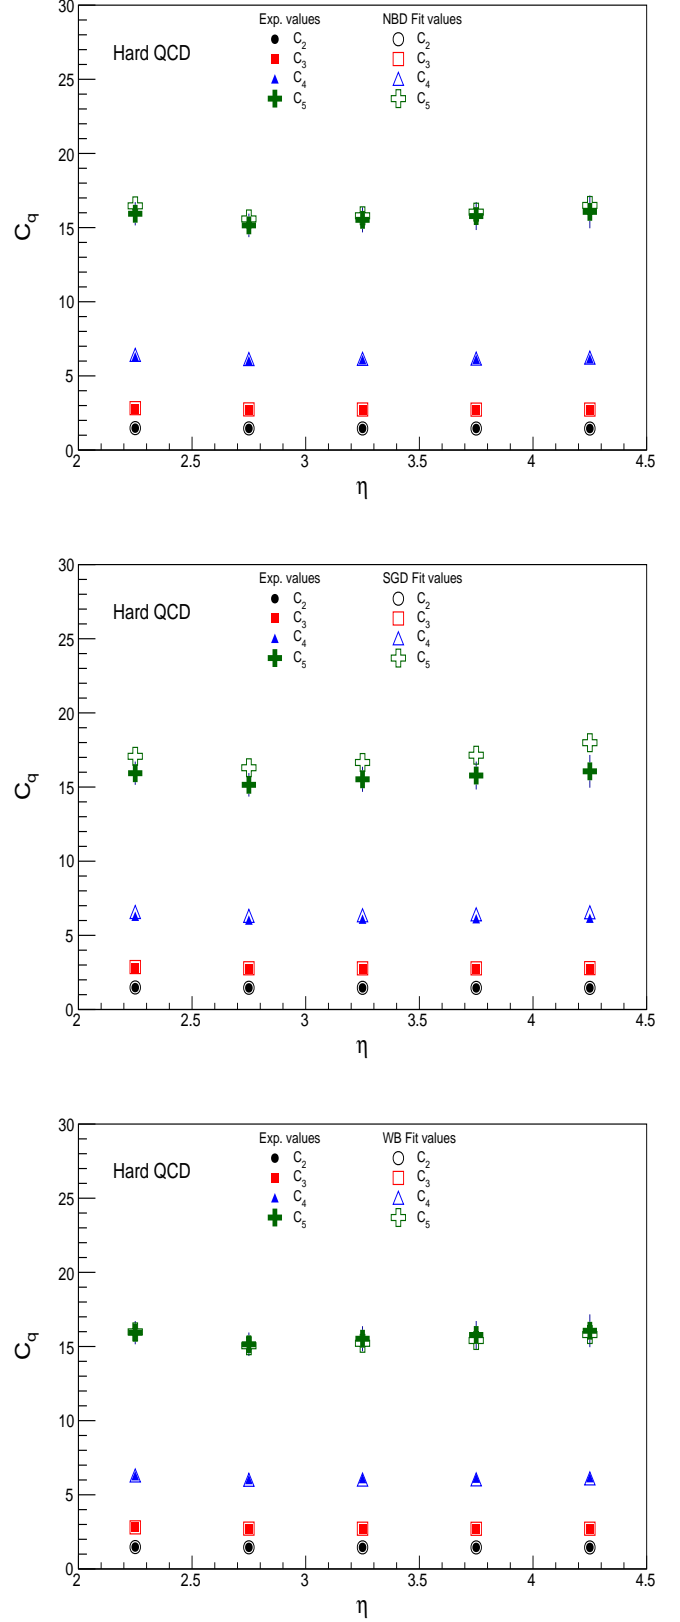 30
Exp. values NBD Fit values
Hard QCD
C2 C2
C3 C3
C4 C4
C5 C5
25
20
15
10
5
0
Cq
2 2.5 3 3.5 4 4.5
η
30
Exp. values SGD Fit values
Hard QCD
C2 C2
C3 C3
C4 C4
C5 C5
25
20
15
10
5
0
Cq
2 2.5 3 3.5 4 4.5
η
30
Exp. values WB Fit values
Hard QCD
C2 C2
C3 C3
C4 C4
C5 C5
25
20
15
10
5
0
Cq
2 2.5 3 3.5 4 4.5
η